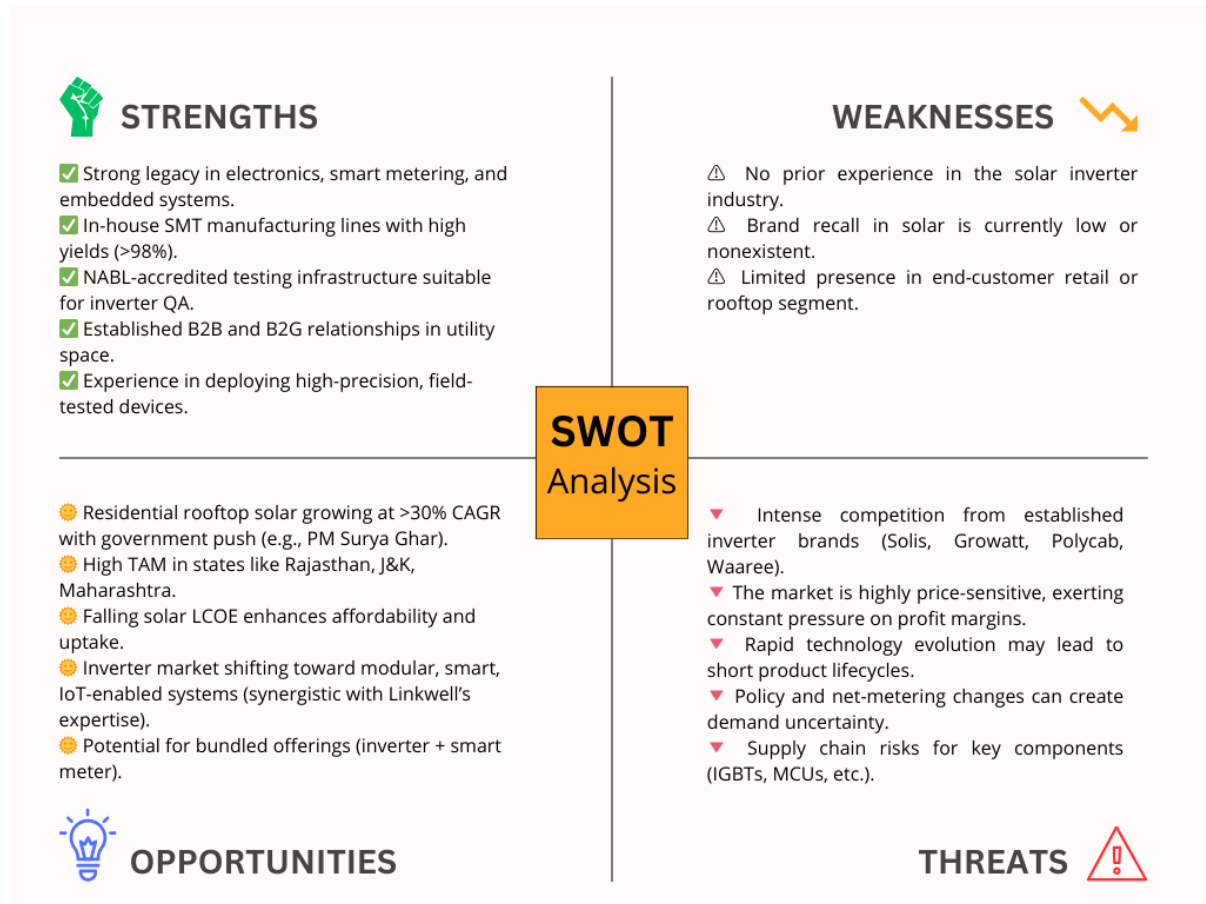 STRENGTHS
✅ Strong legacy in electronics, smart metering, and
embedded systems.
✅ In-house SMT manufacturing lines with high
yields (>98%).
✅ NABL-accredited testing infrastructure suitable
for inverter QA.
✅ Established B2B and B2G relationships in utility
space.
✅ Experience in deploying high-precision, field-
tested devices.
WEAKNESSES
⚠ No prior experience in the solar inverter
industry.
⚠ Brand recall in solar is currently low or
nonexistent.
⚠ Limited presence in end-customer retail or
rooftop segment.
SWOT
Analysis
🌞 Residential rooftop solar growing at >30% CAGR
with government push (e.g., PM Surya Ghar).
🌞 High TAM in states like Rajasthan, J&K,
Maharashtra.
🌞 Falling solar LCOE enhances affordability and
uptake.
🌞 Inverter market shifting toward modular, smart,
IoT-enabled systems (synergistic with Linkwell’s
expertise).
🌞 Potential for bundled offerings (inverter + smart
meter).
OPPORTUNITIES
🔻 Intense competition from established
inverter brands (Solis, Growatt, Polycab,
Waaree).
🔻 The market is highly price-sensitive, exerting
constant pressure on profit margins.
🔻 Rapid technology evolution may lead to
short product lifecycles.
🔻 Policy and net-metering changes can create
demand uncertainty.
🔻 Supply chain risks for key components
(IGBTs, MCUs, etc.).
THREATS